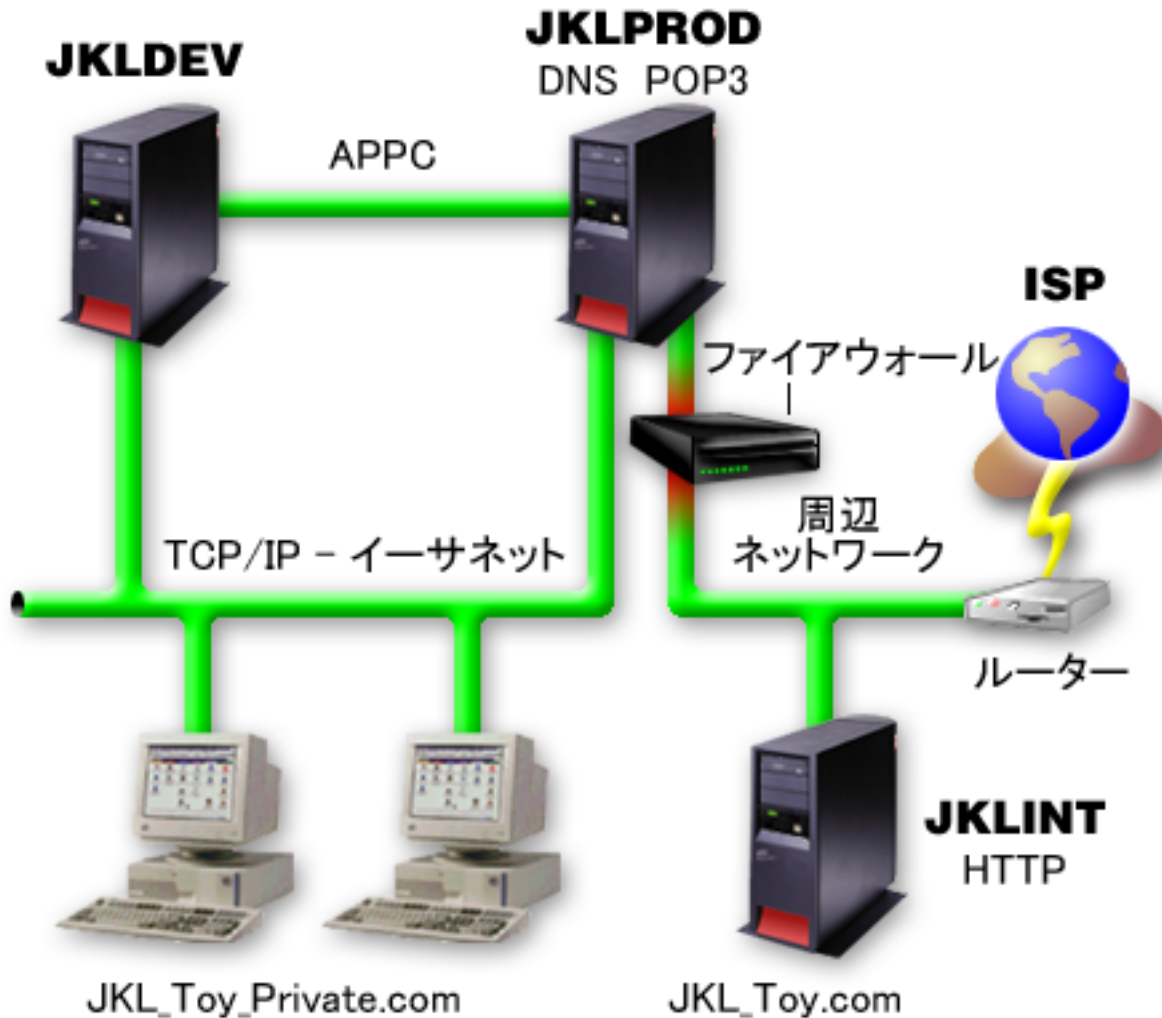 JKLDEV
JKLPROD
DNS POP3
APPC
ISP
ファイアウォール
周辺
ネットワーク
TCP/IP - イーサネット
ルーター
JKLINT
HTTP
JKL_Toy_Private.com
JKL_Toy.com